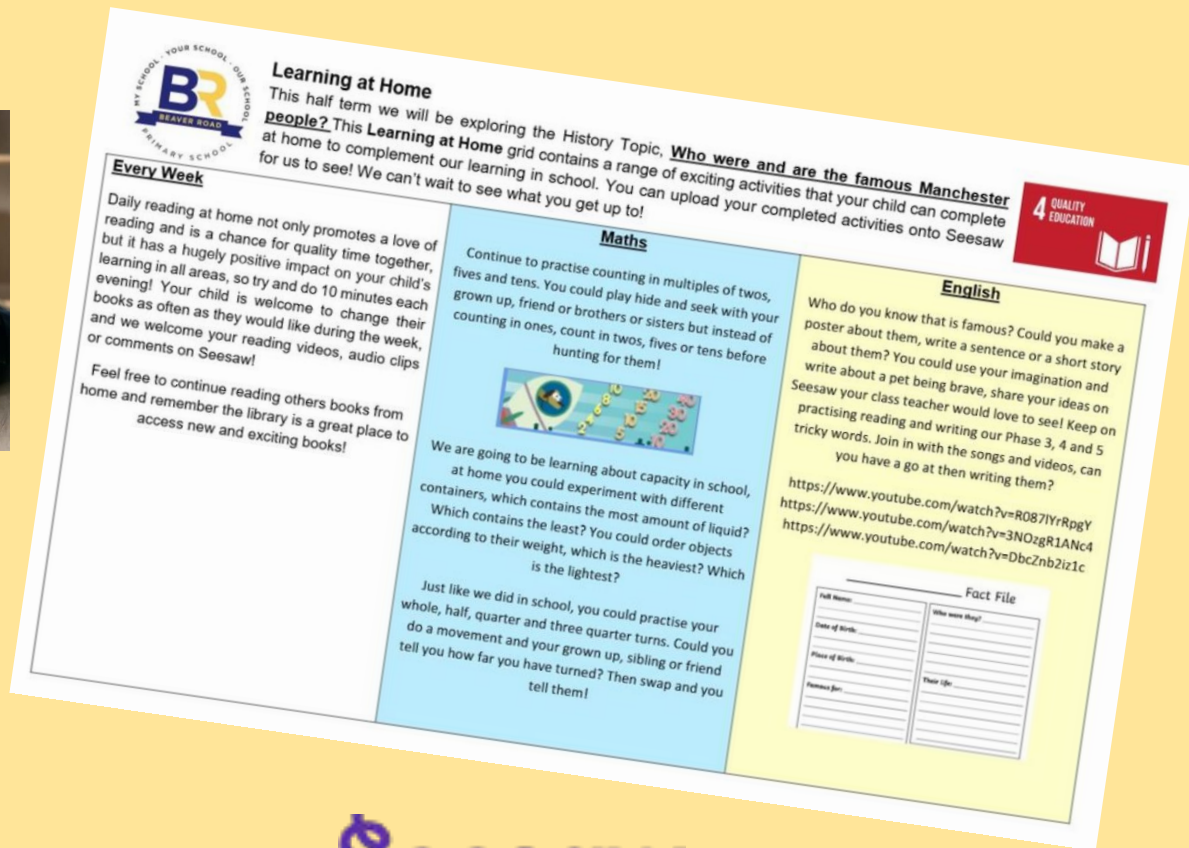 MY SCHOOL - YOUR SCHOOL - OUR SCHOOL
BR
BEAVER ROAD
PRIMARY SCHOOL
Learning at Home
This half term we will be exploring the History Topic, Who were and are the famous Manchester
people? This Learning at Home grid contains a range of exciting activities that your child can complete
at home to complement our learning in school. You can upload your completed activities onto Seesaw
for us to see! We can't wait to see what you get up to!
4 QUALITY
EDUCATION
Every Week
Daily reading at home not only promotes a love of
reading and is a chance for quality time together,
but it has a hugely positive impact on your child's
learning in all areas, so try and do 10 minutes each
evening! Your child is welcome to change their
books as often as they would like during the week,
and we welcome your reading videos, audio clips
or comments on Seesaw!
Feel free to continue reading others books from
home and remember the library is a great place to
access new and exciting books!
Maths
Continue to practise counting in multiples of twos,
fives and tens. You could play hide and seek with your
grown up, friend or brothers or sisters but instead of
counting in ones, count in twos, fives or tens before
hunting for them!
10 20 40
8 15 30
6 10 20
2 5 10
We are going to be learning about capacity in school,
at home you could experiment with different
containers, which contains the most amount of liquid?
Which contains the least? You could order objects
according to their weight, which is the heaviest? Which
is the lightest?
Just like we did in school, you could practise your
whole, half, quarter and three quarter turns. Could you
do a movement and your grown up, sibling or friend
tell you how far you have turned? Then swap and you
tell them!
English
Who do you know that is famous? Could you make a
poster about them, write a sentence or a short story
about them? You could use your imagination and
write about a pet being brave, share your ideas on
Seesaw your class teacher would love to see! Keep on
practising reading and writing our Phase 3, 4 and 5
tricky words. Join in with the songs and videos, can
you have a go at then writing them?
https://www.youtube.com/watch?v=R087lYrRpgY
https://www.youtube.com/watch?v=3NOzgR1ANc4
https://www.youtube.com/watch?v=DbcZnb2iz1c
Fact File
Full Name:
Date of Birth:
Place of Birth:
Famous for:
Who were they?
Their Life: